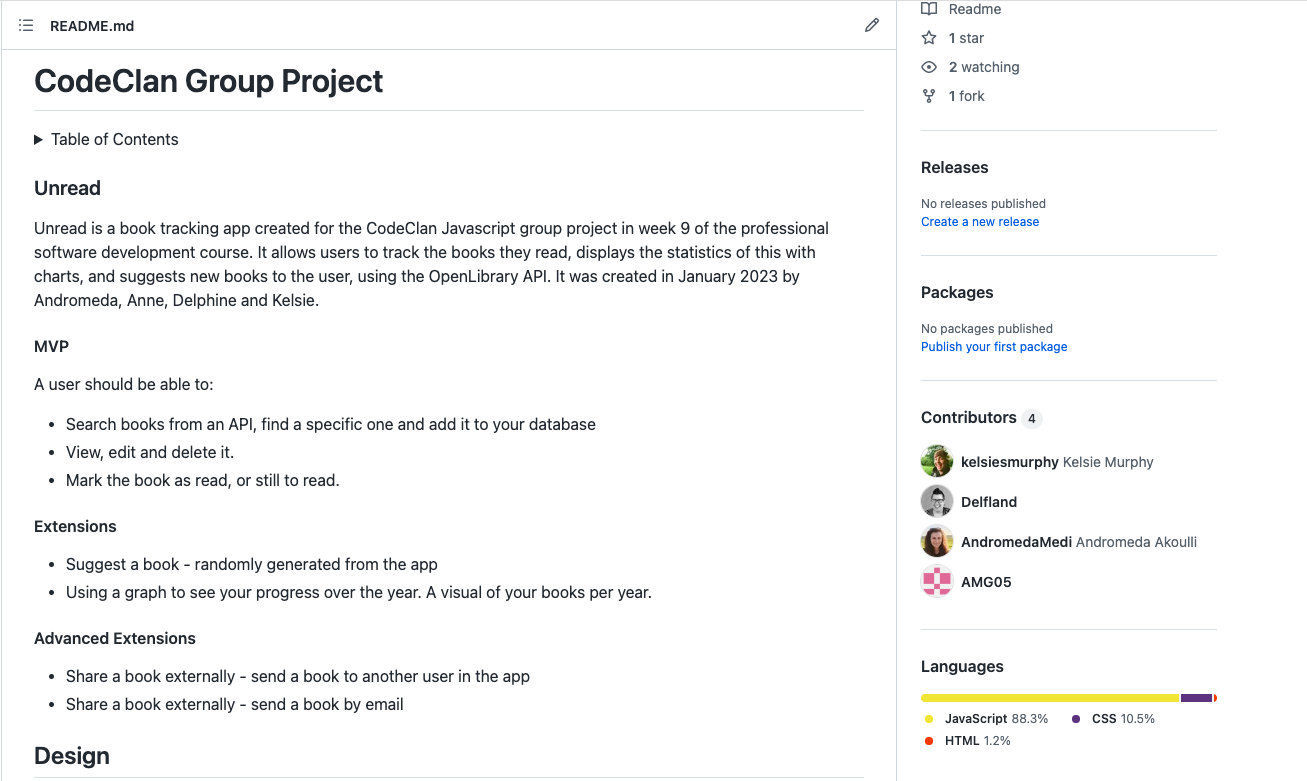 README.md
CodeClan Group Project
Table of Contents
Unread
Unread is a book tracking app created for the CodeClan Javascript group project in week 9 of the professional
software development course. It allows users to track the books they read, displays the statistics of this with
charts, and suggests new books to the user, using the OpenLibrary API. It was created in January 2023 by
Andromeda, Anne, Delphine and Kelsie.
MVP
A user should be able to:
• Search books from an API, find a specific one and add it to your database
• View, edit and delete it.
• Mark the book as read, or still to read.
Extensions
• Suggest a book - randomly generated from the app
• Using a graph to see your progress over the year. A visual of your books per year.
Advanced Extensions
• Share a book externally - send a book to another user in the app
• Share a book externally - send a book by email
Design
Readme
1 star
2 watching
1 fork
Releases
No releases published
Create a new release
Packages
No packages published
Publish your first package
Contributors 4
kelsiesmurphy Kelsie Murphy
Delfland
AndromedaMedi Andromeda Akoulli
AMG05
Languages
JavaScript 88.3% CSS 10.5%
HTML 1.2%